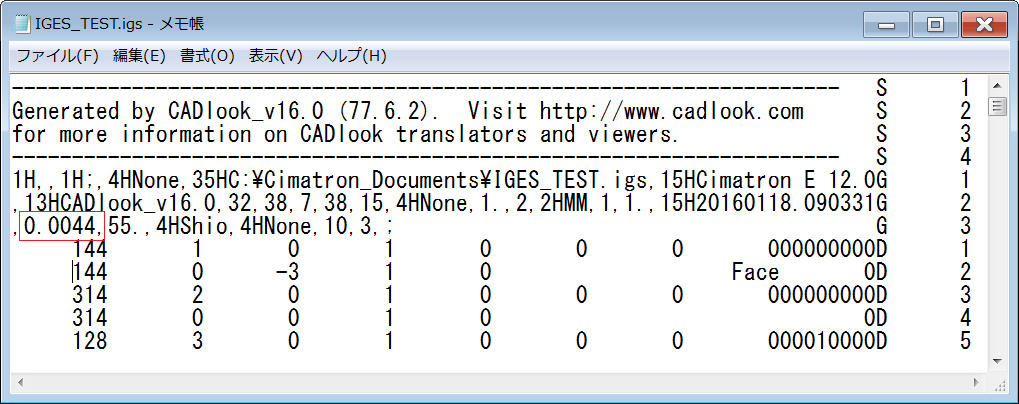 IGES_TEST.igs - メモ帳
ファイル(F) 編集(E) 書式(O) 表示(V) ヘルプ(H)
------------------------------------------------------------------------ S 1
Generated by CADlook_v16.0 (77.6.2).  Visit http://www.cadlook.com S 2
for more information on CADlook translators and viewers. S 3
------------------------------------------------------------------------ S 4
1H,,1H;,4HNone,35HC:¥Cimatron_Documents¥IGES_TEST.igs,15HCimatron E 12.0G 1
,13HCADlook_v16.0,32,38,7,38,15,4HNone,1.,2,2HMM,1,1.,15H20160118.090331G 2
,0.0044,55.,4HShio,4HNone,10,3,; G 3
144 1 0 1 0 0 0 000000000D 1
144 0 -3 1 0 Face 0D 2
314 2 0 1 0 0 0 000000000D 3
314 0 0 1 0 0D 4
128 3 0 1 0 0 0 000010000D 5